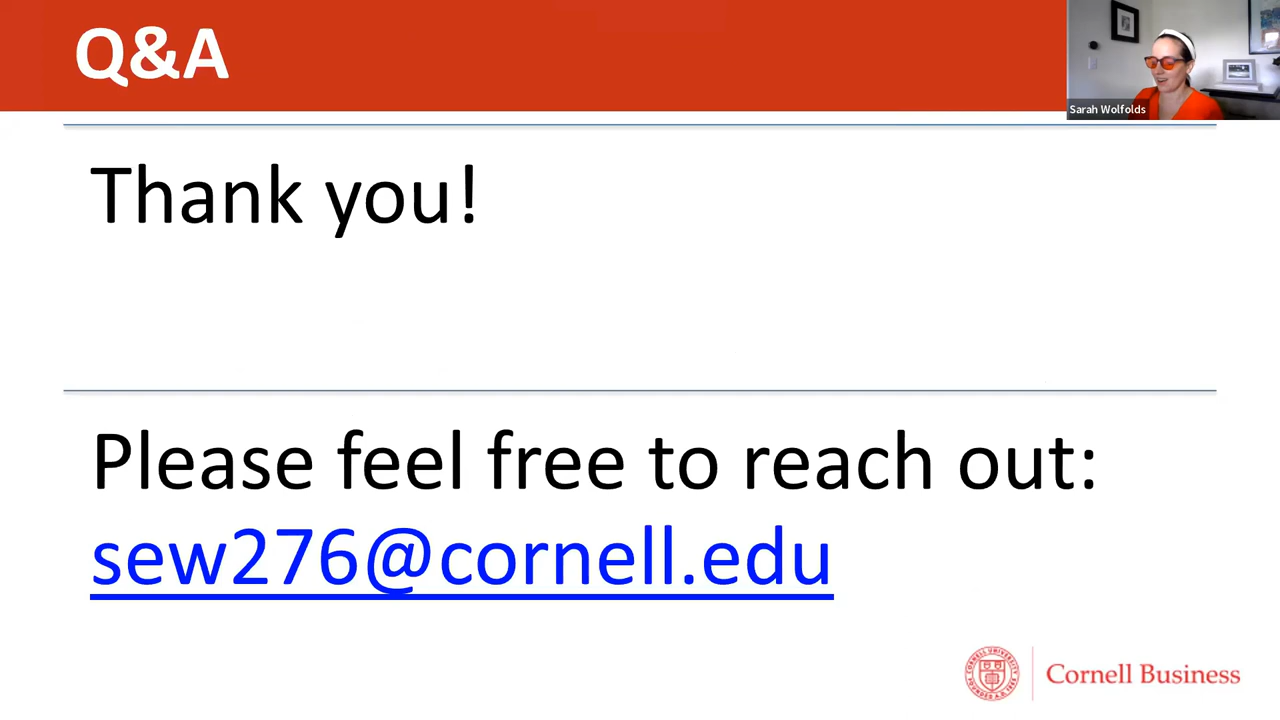 Q&A
Sarah Wolfolds
Thank you!
Please feel free to reach out:
sew276@cornell.edu
Cornell Business